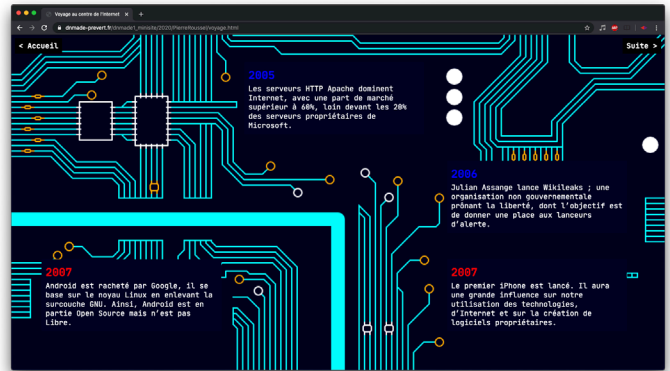 Voyage au centre de l'Internet
dnmade-prevert.fr/dnmade1_minisite/2020/PierreRousset/voyage.html
< Accueil
Suite >
2005
Les serveurs HTTP Apache dominent
Internet, avec une part de marché
supérieur à 60%, loin devant les 20%
des serveurs propriétaires de
Microsoft.
2006
Julian Assange lance Wikileaks ; une
organisation non gouvernementale
prônant la liberté, dont l'objectif est
de donner une place aux lanceurs
d'alerte.
2007
Android est racheté par Google, il se
base sur le noyau Linux en enlevant la
surcouche GNU. Ainsi, Android est en
partie Open Source mais n'est pas
Libre.
2007
Le premier iPhone est lancé. Il aura
une grande influence sur notre
utilisation des technologies,
d'Internet et sur la création de
logiciels propriétaires.